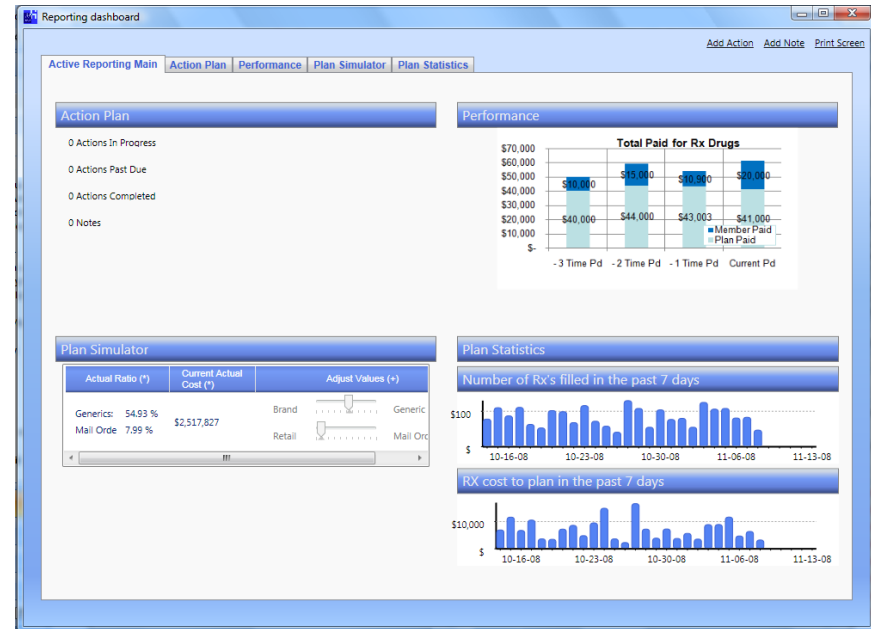 Reporting dashboard
Add Action Add Note Print Screen
Active Reporting Main Action Plan Performance Plan Simulator Plan Statistics
Action Plan
0 Actions In Progress
0 Actions Past Due
0 Actions Completed
0 Notes
Performance
Total Paid for Rx Drugs
$70,000
$60,000
$50,000
$40,000
$30,000
$20,000
$10,000
$-
$10,000 $15,000 $10,900 $20,000
$40,000 $44,000 $43,003 $41,000
Member Paid
Plan Paid
- 3 Time Pd - 2 Time Pd - 1 Time Pd Current Pd
Plan Simulator
Actual Ratio (*) Current Actual Cost (*) Adjust Values (+)
Generics: 54.93 % $2,517,827 Brand Generic
Mail Orde 7.99 % Retail Mail Orc
Plan Statistics
Number of Rx's filled in the past 7 days
$100
$
10-16-08 10-23-08 10-30-08 11-06-08 11-13-08
RX cost to plan in the past 7 days
$10,000
$
10-16-08 10-23-08 10-30-08 11-06-08 11-13-08